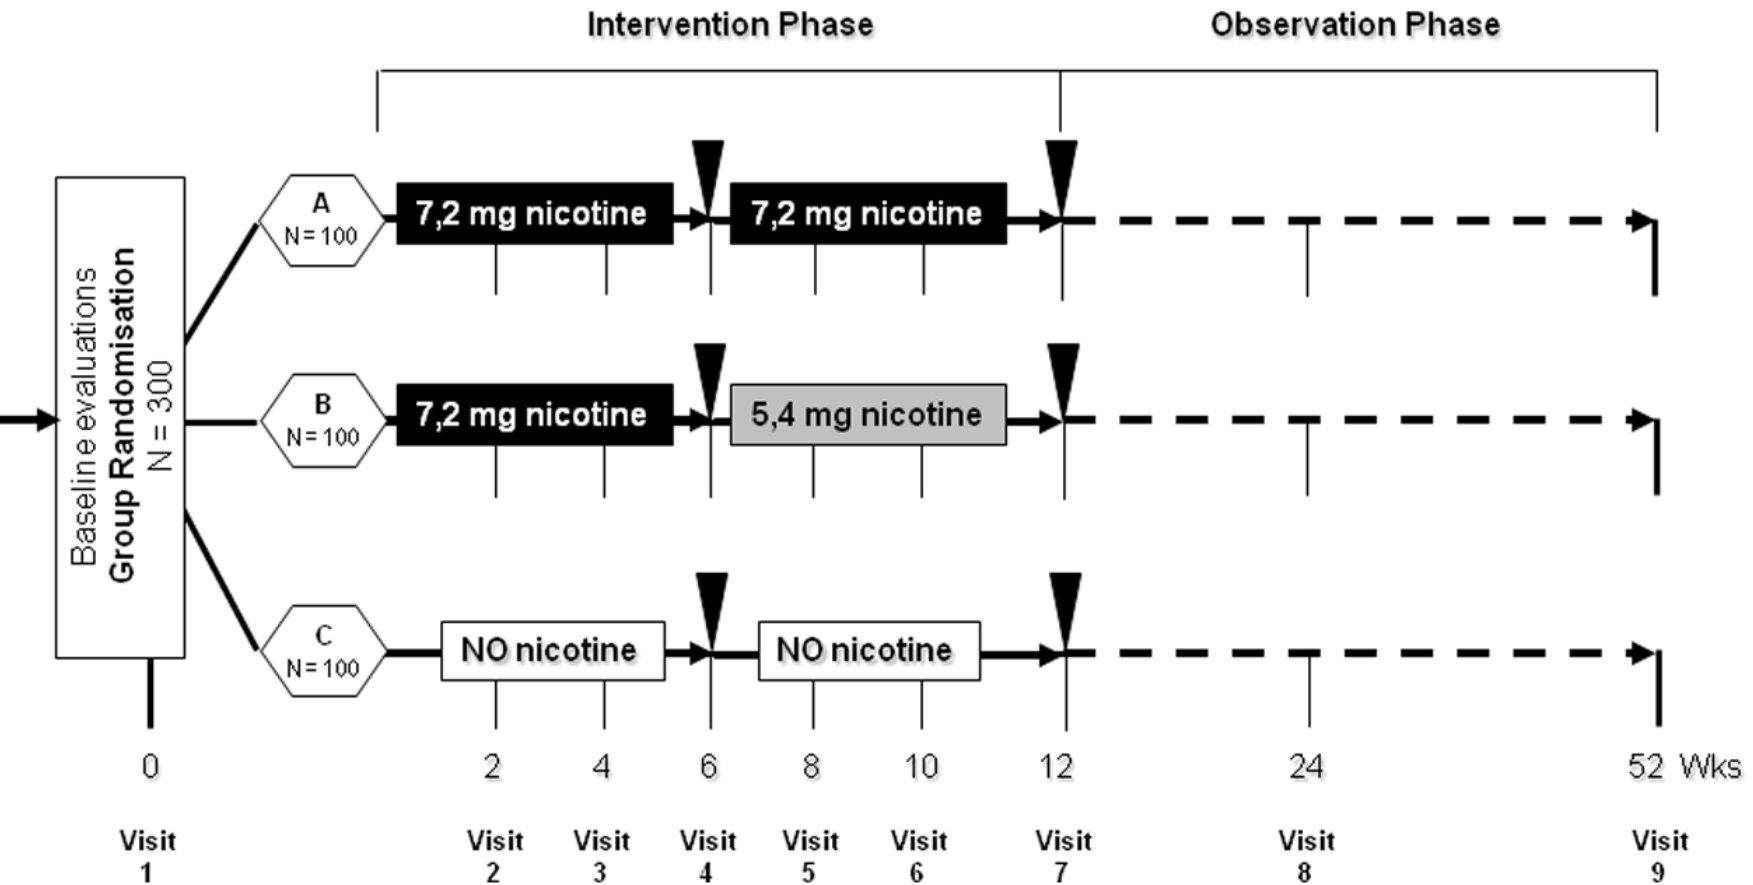 Intervention Phase
Observation Phase
Baseline evaluations
Group Randomisation
N = 300
A
N = 100
7,2 mg nicotine
7,2 mg nicotine
B
N = 100
7,2 mg nicotine
5,4 mg nicotine
C
N = 100
NO nicotine
NO nicotine
0 2 4 6 8 10 12 24 52 Wks
Visit Visit Visit Visit Visit Visit Visit Visit Visit
1 2 3 4 5 6 7 8 9